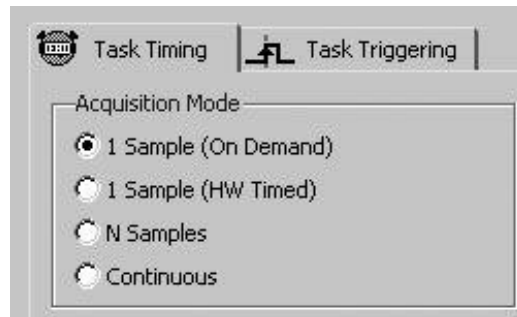 Task Timing
Task Triggering
Acquisition Mode
1 Sample (On Demand)
1 Sample (HW Timed)
N Samples
Continuous